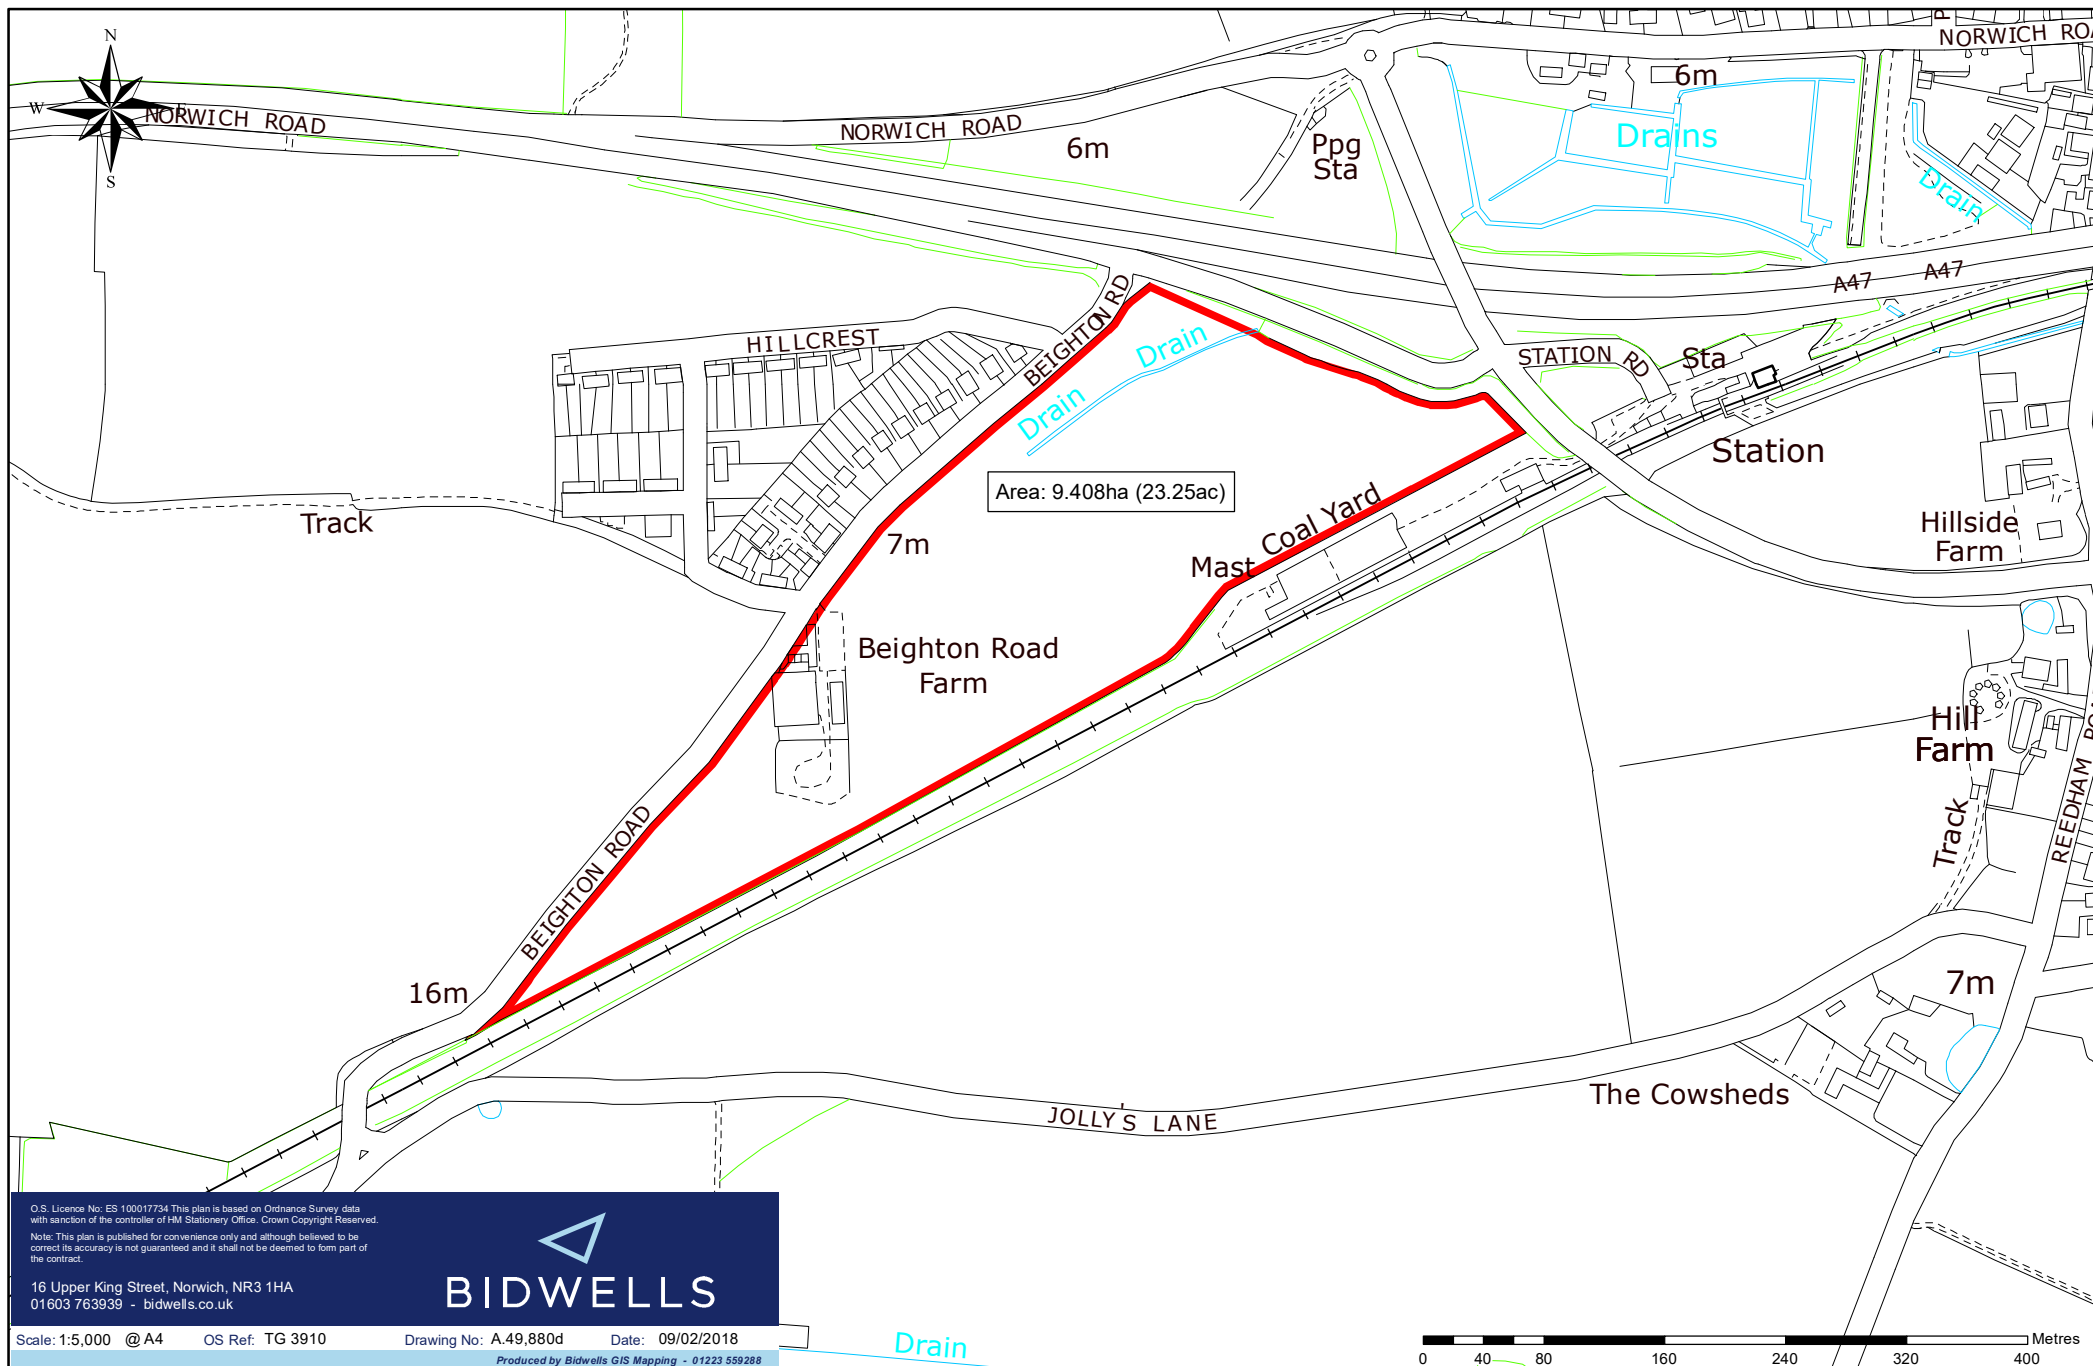 N
W
E
S
NORWICH ROAD
NORWICH ROAD
NORWICH ROA
6m
6m
Ppg
Sta
Drains
Drain
A47
A47
BEIGHTON RD
HILLCREST
Drain
Drain
STATION RD
Sta
Station
Area: 9.408ha (23.25ac)
Track
7m
Mast
Coal Yard
Hillside
Farm
Beighton Road
Farm
Hill
Farm
Track
REEDHAM ROA
BEIGHTON ROAD
16m
7m
The Cowsheds
JOLLY'S LANE
O.S. Licence No: ES 100017734 This plan is based on Ordnance Survey data
with sanction of the controller of HM Stationery Office. Crown Copyright Reserved.
Note: This plan is published for convenience only and although believed to be
correct its accuracy is not guaranteed and it shall not be deemed to form part of
the contract.
16 Upper King Street, Norwich, NR3 1HA
01603 763939 - bidwells.co.uk
BIDWELLS
Scale: 1:5,000 @ A4 OS Ref: TG 3910 Drawing No: A.49,880d Date: 09/02/2018
Produced by Bidwells GIS Mapping - 01223 559288
Drain
Metres
0 40 80 160 240 320 400